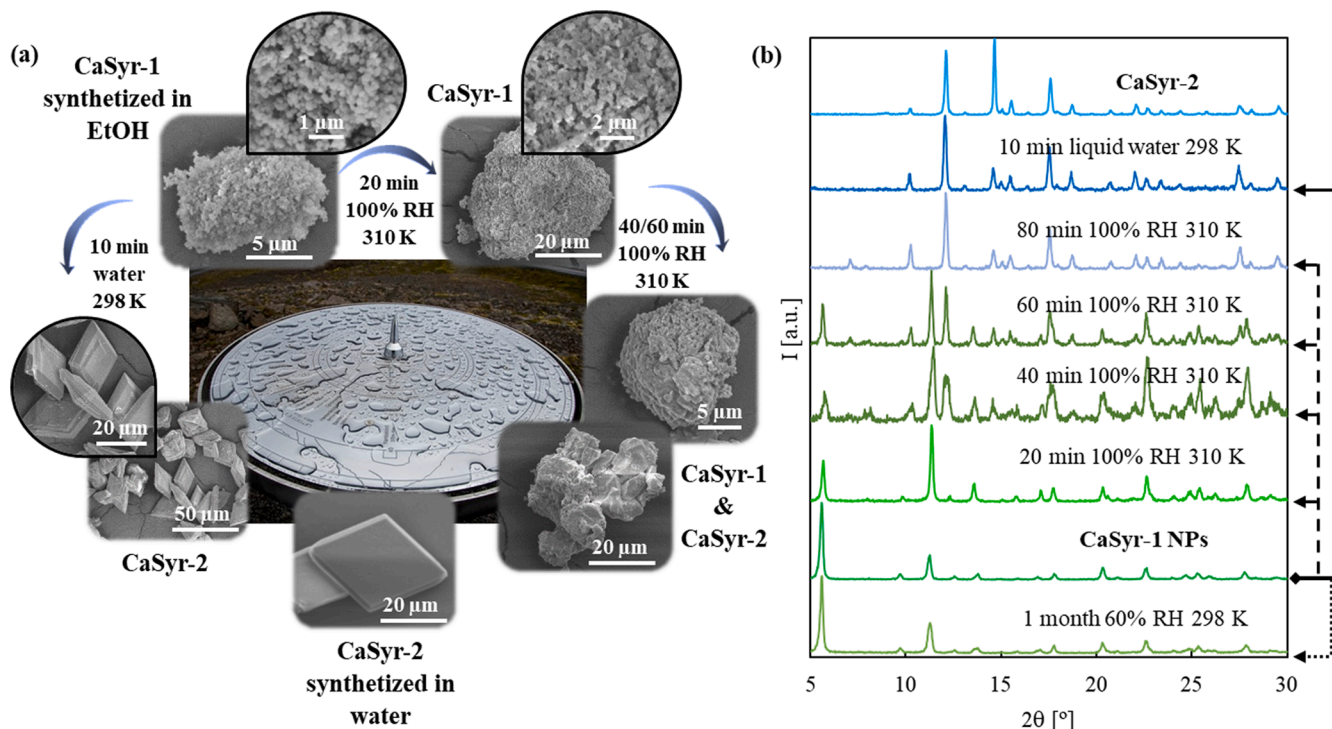 (a)
CaSyr-1
synthetized in
EtOH
1 µm
CaSyr-1
2 µm
5 µm
20 min
100% RH
310 K
20 µm
40/60 min
100% RH
310 K
10 min
water
298 K
20 µm
50 µm
CaSyr-2
5 µm
CaSyr-1
&
CaSyr-2
20 µm
20 µm
CaSyr-2
synthetized in
water
(b)
CaSyr-2
10 min liquid water 298 K
80 min 100% RH 310 K
60 min 100% RH 310 K
40 min 100% RH 310 K
20 min 100% RH 310 K
CaSyr-1 NPs
1 month 60% RH 298 K
I [a.u.]
5 10 15 20 25 30
2θ [º]